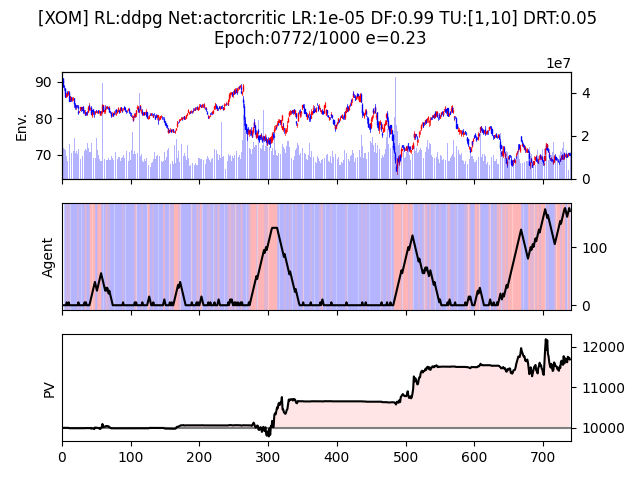 [XOM] RL:ddpg Net:actorcritic LR:1e-05 DF:0.99 TU:[1,10] DRT:0.05
Epoch:0772/1000 e=0.23
1e7
90
80
70
Env.
4
2
0
Agent
100
0
PV
12000
11000
10000
0 100 200 300 400 500 600 700